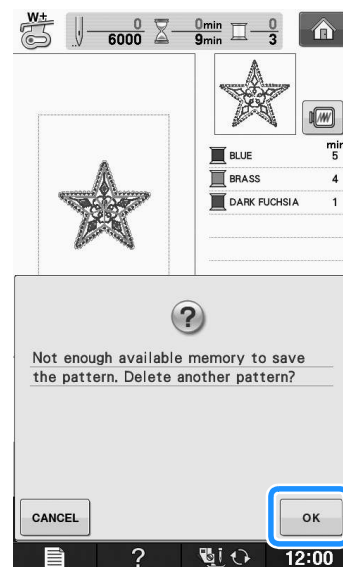 W+
0
6000
0min
9min
0
3
min
BLUE 5
BRASS 4
DARK FUCHSIA 1
?
Not enough available memory to save
the pattern. Delete another pattern?
CANCEL
OK
?
12:00